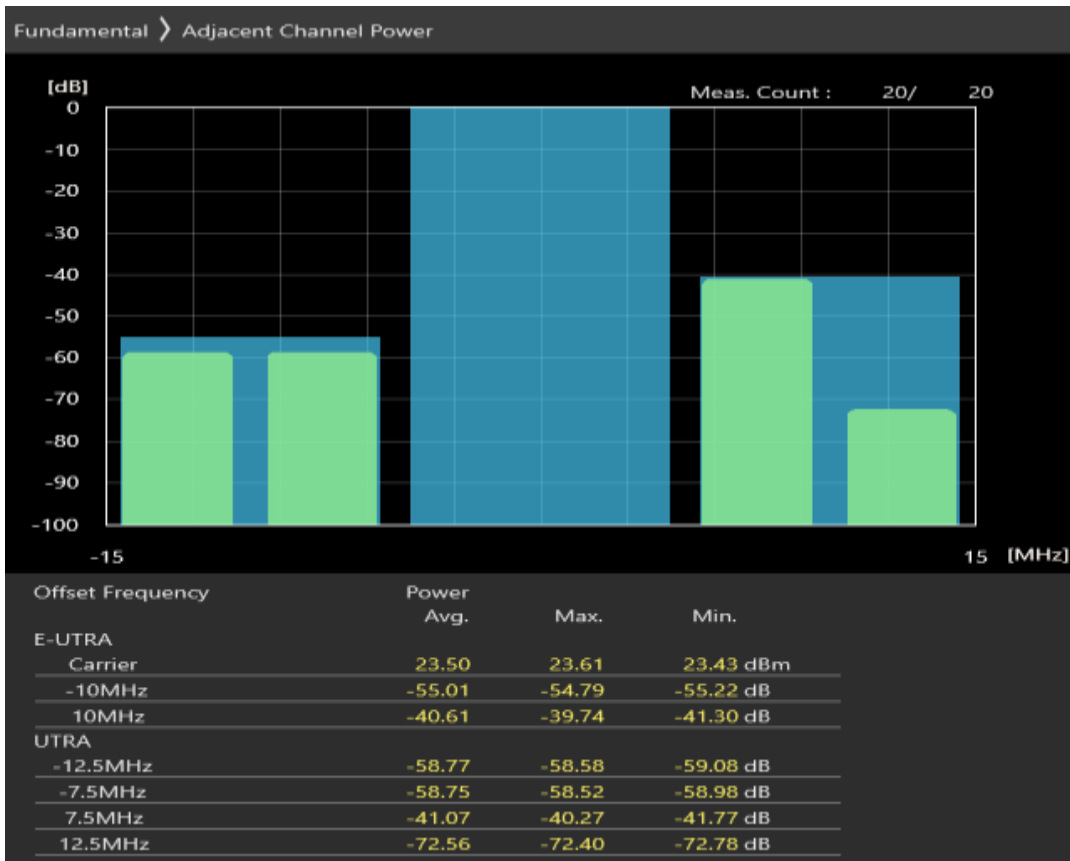 Fundamental ❯ Adjacent Channel Power
[dB]
Meas. Count : 20/ 20
0
-10
-20
-30
-40
-50
-60
-70
-80
-90
-100
-15 15 [MHz]
Offset Frequency Power
Avg. Max. Min.
E-UTRA
Carrier 23.50 23.61 23.43 dBm
-10MHz -55.01 -54.79 -55.22 dB
10MHz -40.61 -39.74 -41.30 dB
UTRA
-12.5MHz -58.77 -58.58 -59.08 dB
-7.5MHz -58.75 -58.52 -58.98 dB
7.5MHz -41.07 -40.27 -41.77 dB
12.5MHz -72.56 -72.40 -72.78 dB